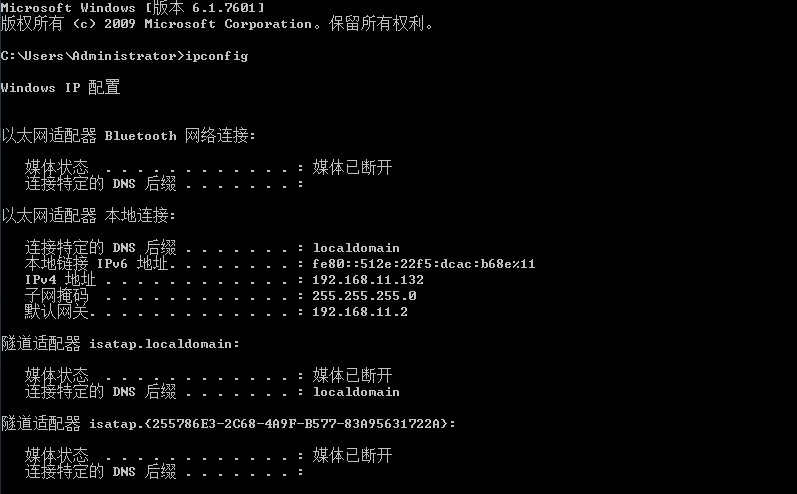 Microsoft Windows [版本 6.1.7601]
版权所有 (c) 2009 Microsoft Corporation。保留所有权利。
C:\Users\Administrator>ipconfig
Windows IP 配置
以太网适配器 Bluetooth 网络连接:
媒体状态 . . . . . . . . . . . . : 媒体已断开
连接特定的 DNS 后缀 . . . . . . . :
以太网适配器 本地连接:
连接特定的 DNS 后缀 . . . . . . . : localdomain
本地链接 IPv6 地址. . . . . . . . : fe80::512e:22f5:dcac:b68e%11
IPv4 地址 . . . . . . . . . . . . : 192.168.11.132
子网掩码 . . . . . . . . . . . . : 255.255.255.0
默认网关. . . . . . . . . . . . . : 192.168.11.2
隧道适配器 isatap.localdomain:
媒体状态 . . . . . . . . . . . . : 媒体已断开
连接特定的 DNS 后缀 . . . . . . . : localdomain
隧道适配器 isatap.{255786E3-2C68-4A9F-B577-83A95631722A}:
媒体状态 . . . . . . . . . . . . : 媒体已断开
连接特定的 DNS 后缀 . . . . . . . :